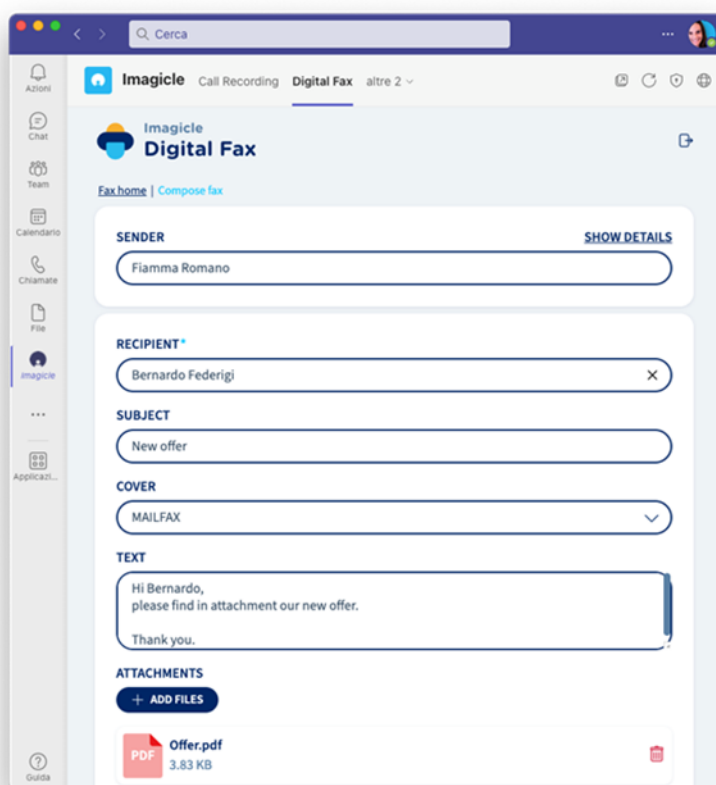 Cerca
Azioni
Chat
Team
Calendario
Chiamate
File
Imagicle
Applicazi...
Guida
Imagicle Call Recording Digital Fax altre 2
Imagicle
Digital Fax
Fax home | Compose fax
SENDER SHOW DETAILS
Fiamma Romano
RECIPIENT*
Bernardo Federigi
SUBJECT
New offer
COVER
MAILFAX
TEXT
Hi Bernardo,
please find in attachment our new offer.
Thank you.
ATTACHMENTS
+ ADD FILES
PDF Offer.pdf
3.83 KB